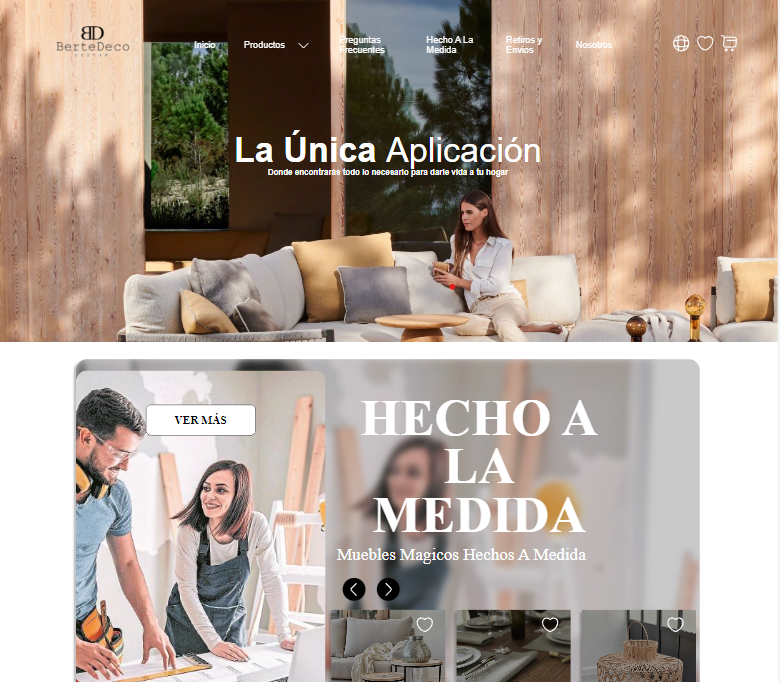 BD
BerteDeco
Inicio
Productos
Preguntas
Frecuentes
Hecho A La
Medida
Retiros y
Envios
Nosotros
La Única Aplicación
Donde encontrarás todo lo necesario para darle vida a tu hogar
VER MÁS
HECHO A
LA
MEDIDA
Muebles Magicos Hechos A Medida